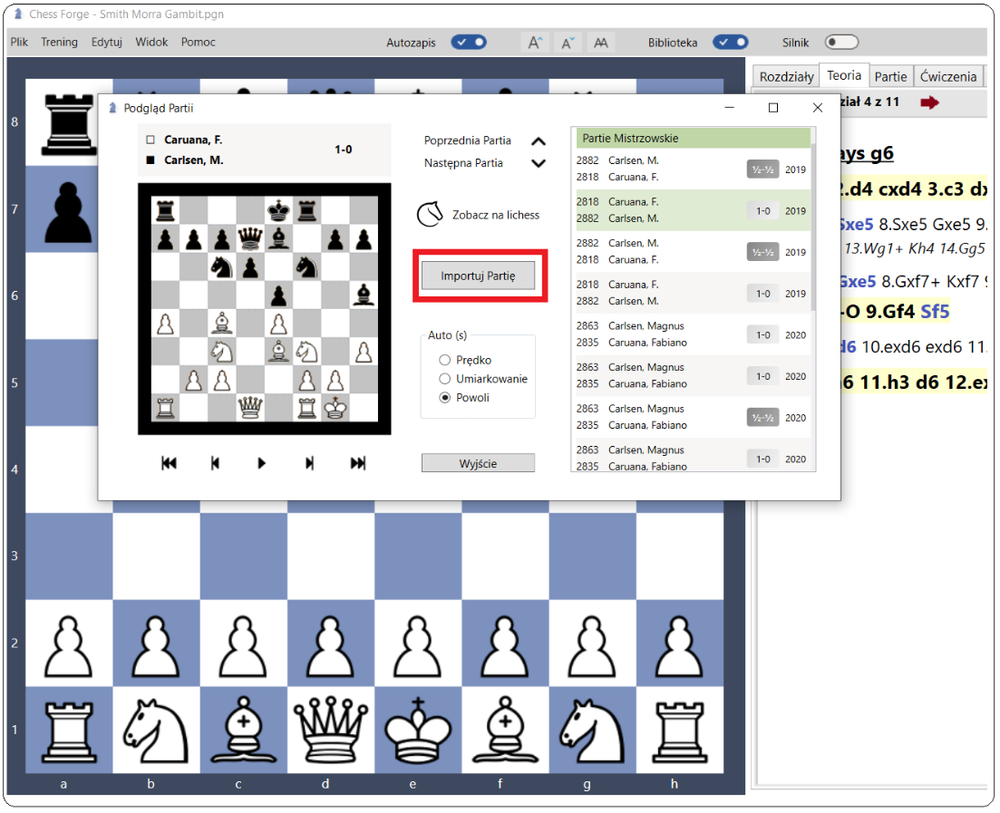 Chess Forge - Smith Morra Gambit.pgn
Plik Trening Edytuj Widok Pomoc Autozapis A^ A˅ AA Biblioteka Silnik
Rozdziały Teoria Partie Ćwiczenia
dział 4 z 11
ays g6
2.d4 cxd4 3.c3 dx
Sxe5 8.Sxe5 Gxe5 9.
13.Wg1+ Kh4 14.Gg5
Gxe5 8.Gxf7+ Kxf7 9
-O 9.Gf4 Sf5
d6 10.exd6 exd6 11.
6 11.h3 d6 12.ex
Podgląd Partii
Caruana, F.
Carlsen, M.
1-0
Poprzednia Partia
Następna Partia
Zobacz na lichess
Importuj Partię
Auto (s)
Prędko
Umiarkowanie
Powoli
Wyjście
Partie Mistrzowskie
2882 Carlsen, M.
2818 Caruana, F.
½-½ 2019
2818 Caruana, F.
2882 Carlsen, M.
1-0 2019
2882 Carlsen, M.
2818 Caruana, F.
½-½ 2019
2818 Caruana, F.
2882 Carlsen, M.
1-0 2019
2863 Carlsen, Magnus
2835 Caruana, Fabiano
1-0 2020
2863 Carlsen, Magnus
2835 Caruana, Fabiano
1-0 2020
2863 Carlsen, Magnus
2835 Caruana, Fabiano
½-½ 2020
2863 Carlsen, Magnus
2835 Caruana, Fabiano
1-0 2020
8
7
6
5
4
3
2
1
a b c d e f g h